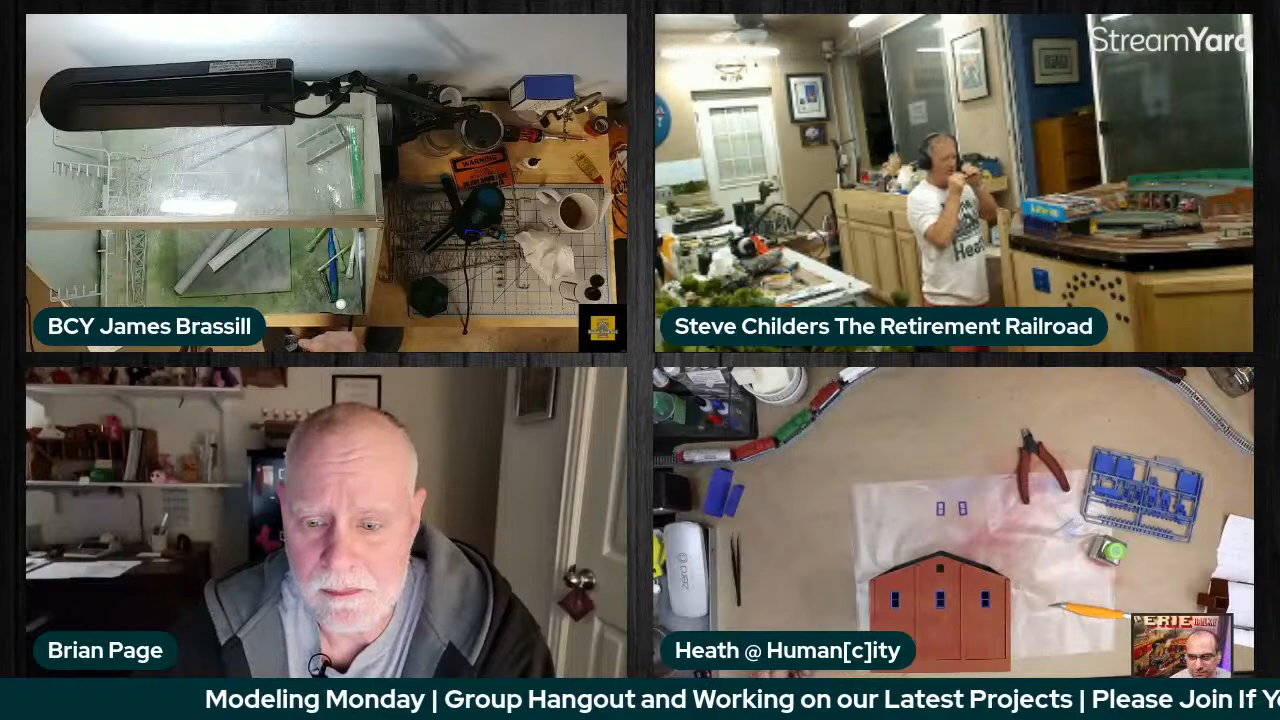 StreamYard
WARNING
BCY James Brassill
Steve Childers The Retirement Railroad
Heath
Brian Page
Heath @ Human[c]ity
ERIE
Modeling Monday | Group Hangout and Working on our Latest Projects | Please Join If Y